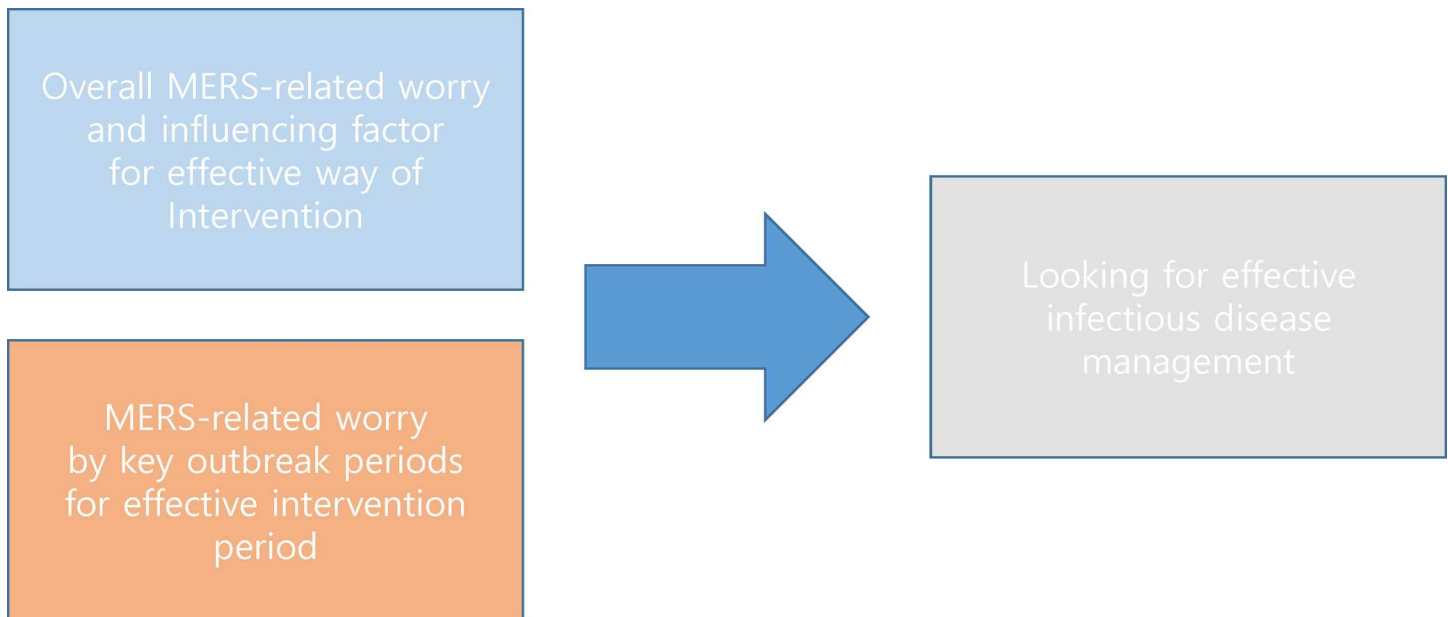 Overall MERS-related worry
and influencing factor
for effective way of
Intervention
MERS-related worry
by key outbreak periods
for effective intervention
period
Looking for effective
infectious disease
management